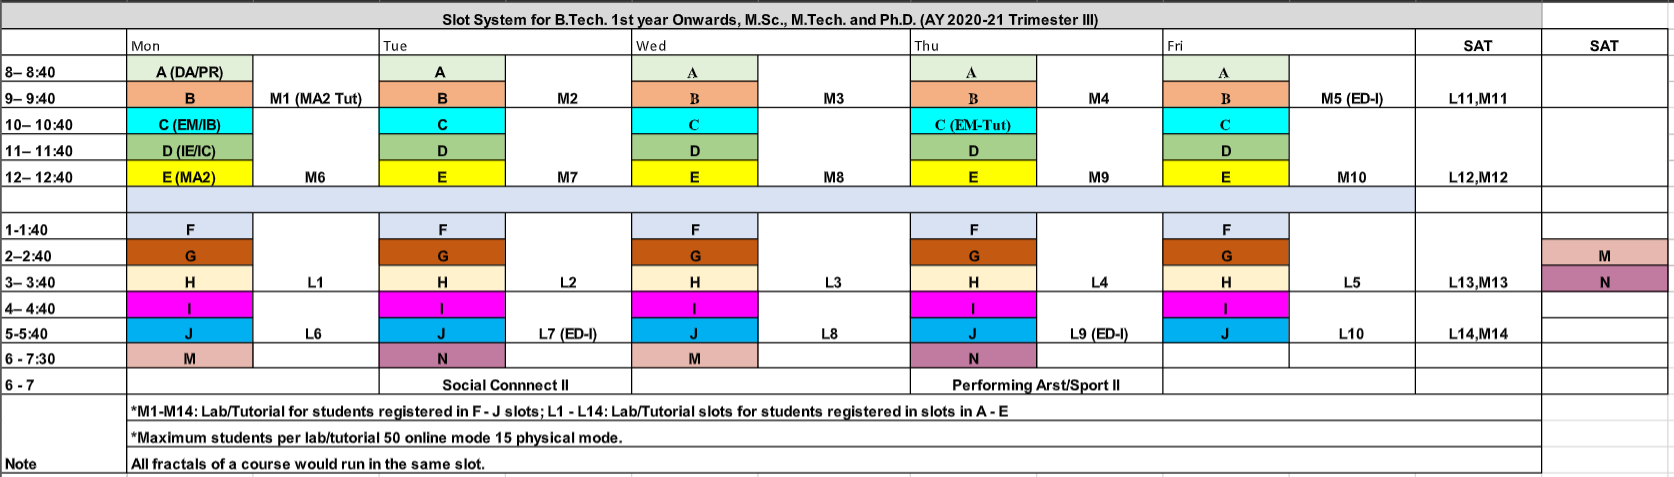 Slot System for B.Tech. 1st year Onwards, M.Sc., M.Tech. and Ph.D. (AY 2020-21 Trimester III)
Mon Tue Wed Thu Fri SAT SAT
8– 8:40 A (DA/PR) A A A A
9– 9:40 B M1 (MA2 Tut) B M2 B M3 B M4 B M5 (ED-I) L11,M11
10– 10:40 C (EM/IB) C C C (EM-Tut) C
11– 11:40 D (IE/IC) D D D D
12– 12:40 E (MA2) M6 E M7 E M8 E M9 E M10 L12,M12
1-1:40 F F F F F
2–2:40 G G G G G M
3– 3:40 H L1 H L2 H L3 H L4 H L5 L13,M13 N
4– 4:40 I I I I I
5-5:40 J L6 J L7 (ED-I) J L8 J L9 (ED-I) J L10 L14,M14
6 - 7:30 M N M N
6 - 7 Social Connnect II Performing Arst/Sport II
*M1-M14: Lab/Tutorial for students registered in F - J slots; L1 - L14: Lab/Tutorial slots for students registered in slots in A - E
*Maximum students per lab/tutorial 50 online mode 15 physical mode.
Note All fractals of a course would run in the same slot.